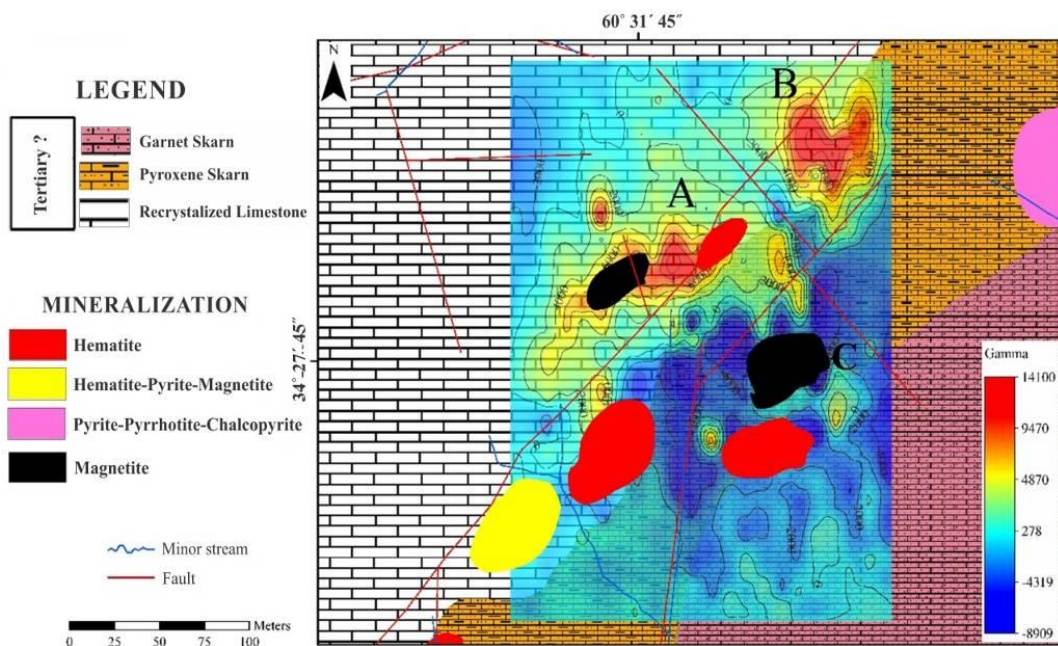 60° 31´ 45˝
N
B
A
C
34° 27´ 45˝
LEGEND
Tertiary ?
Garnet Skarn
Pyroxene Skarn
Recrystalized Limestone
MINERALIZATION
Hematite
Hematite-Pyrite-Magnetite
Pyrite-Pyrrhotite-Chalcopyrite
Magnetite
Minor stream
Fault
Meters
0 25 50 75 100
Gamma
14100
9470
4870
278
-4319
-8909